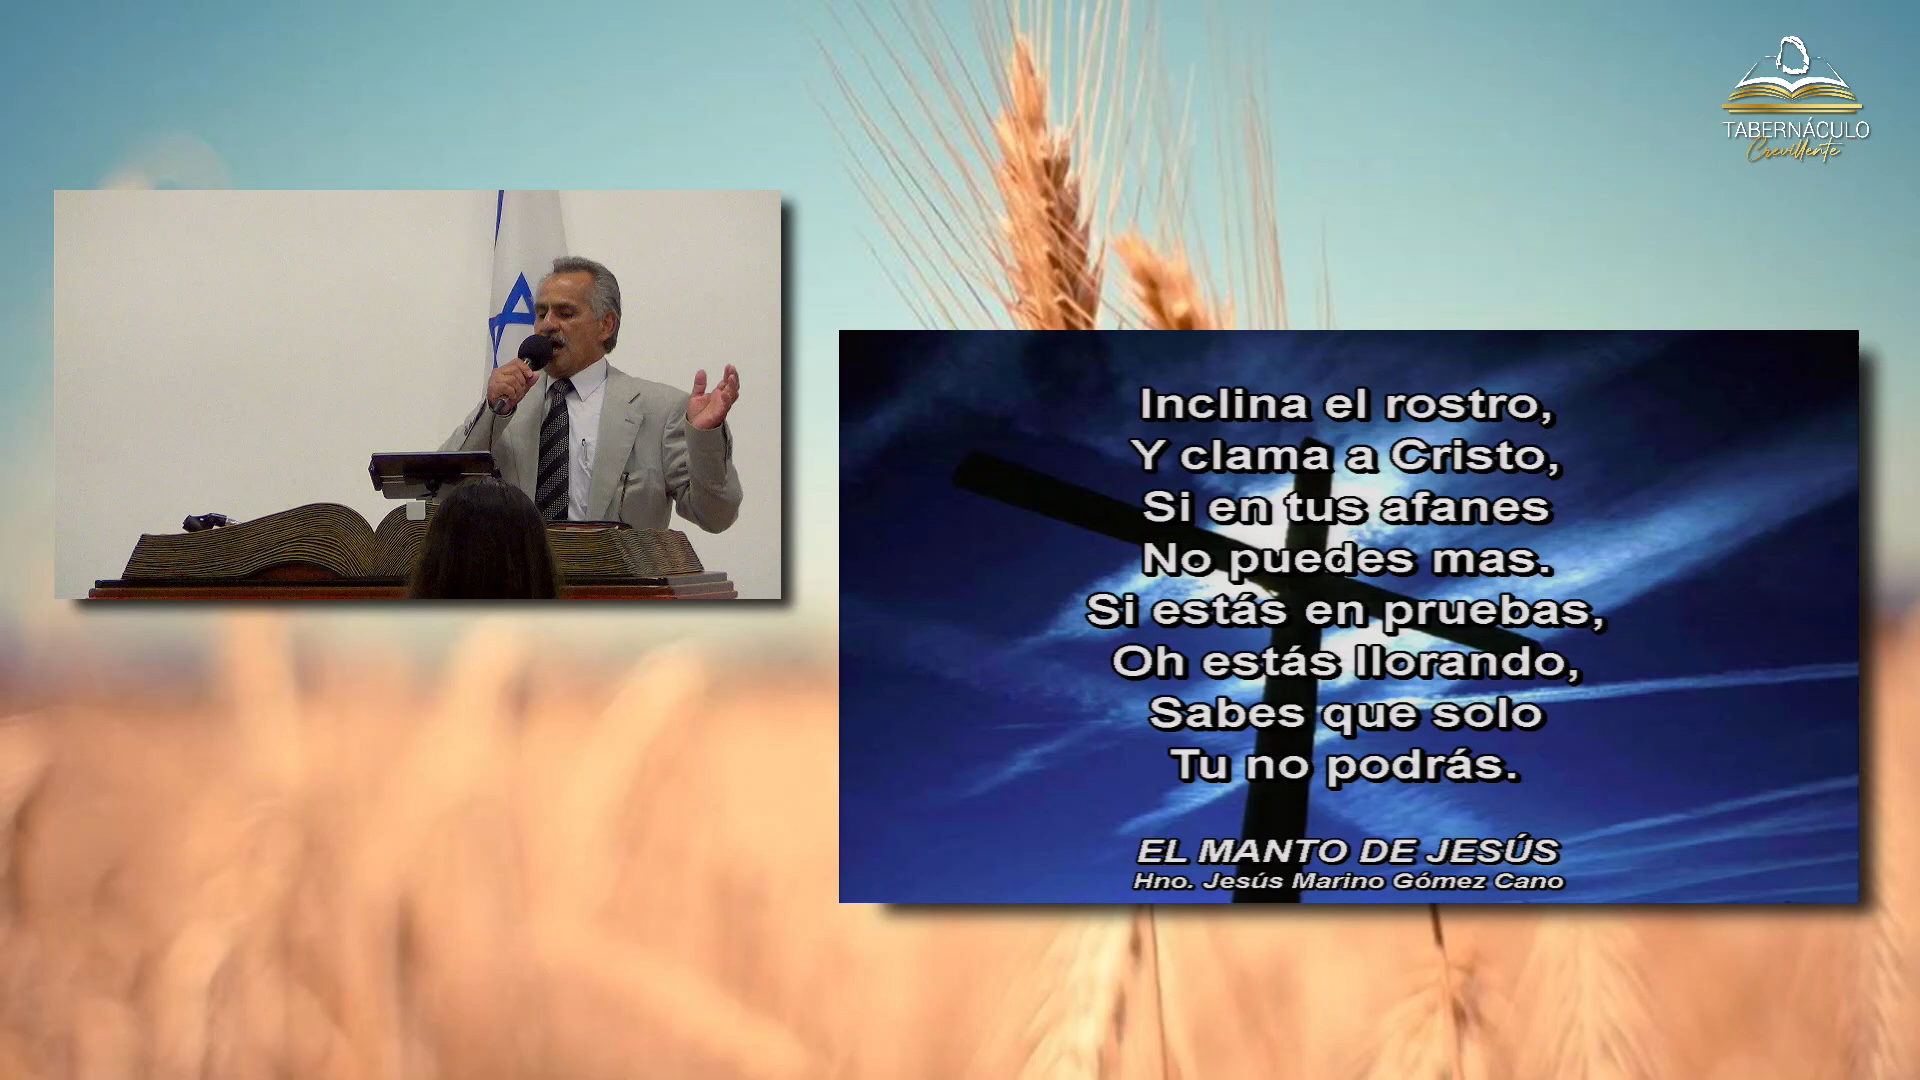 TABERNÁCULO
Crevillente
Inclina el rostro,
Y clama a Cristo,
Si en tus afanes
No puedes mas.
Si estás en pruebas,
Oh estás llorando,
Sabes que solo
Tu no podrás.
EL MANTO DE JESÚS
Hno. Jesús Marino Gómez Cano